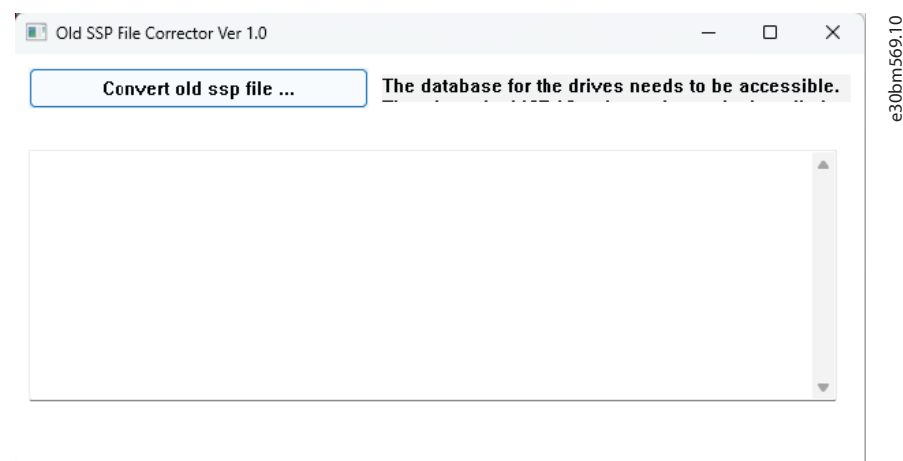 Old SSP File Corrector Ver 1.0
Convert old ssp file ...
The database for the drives needs to be accessible.
e30bm569.10